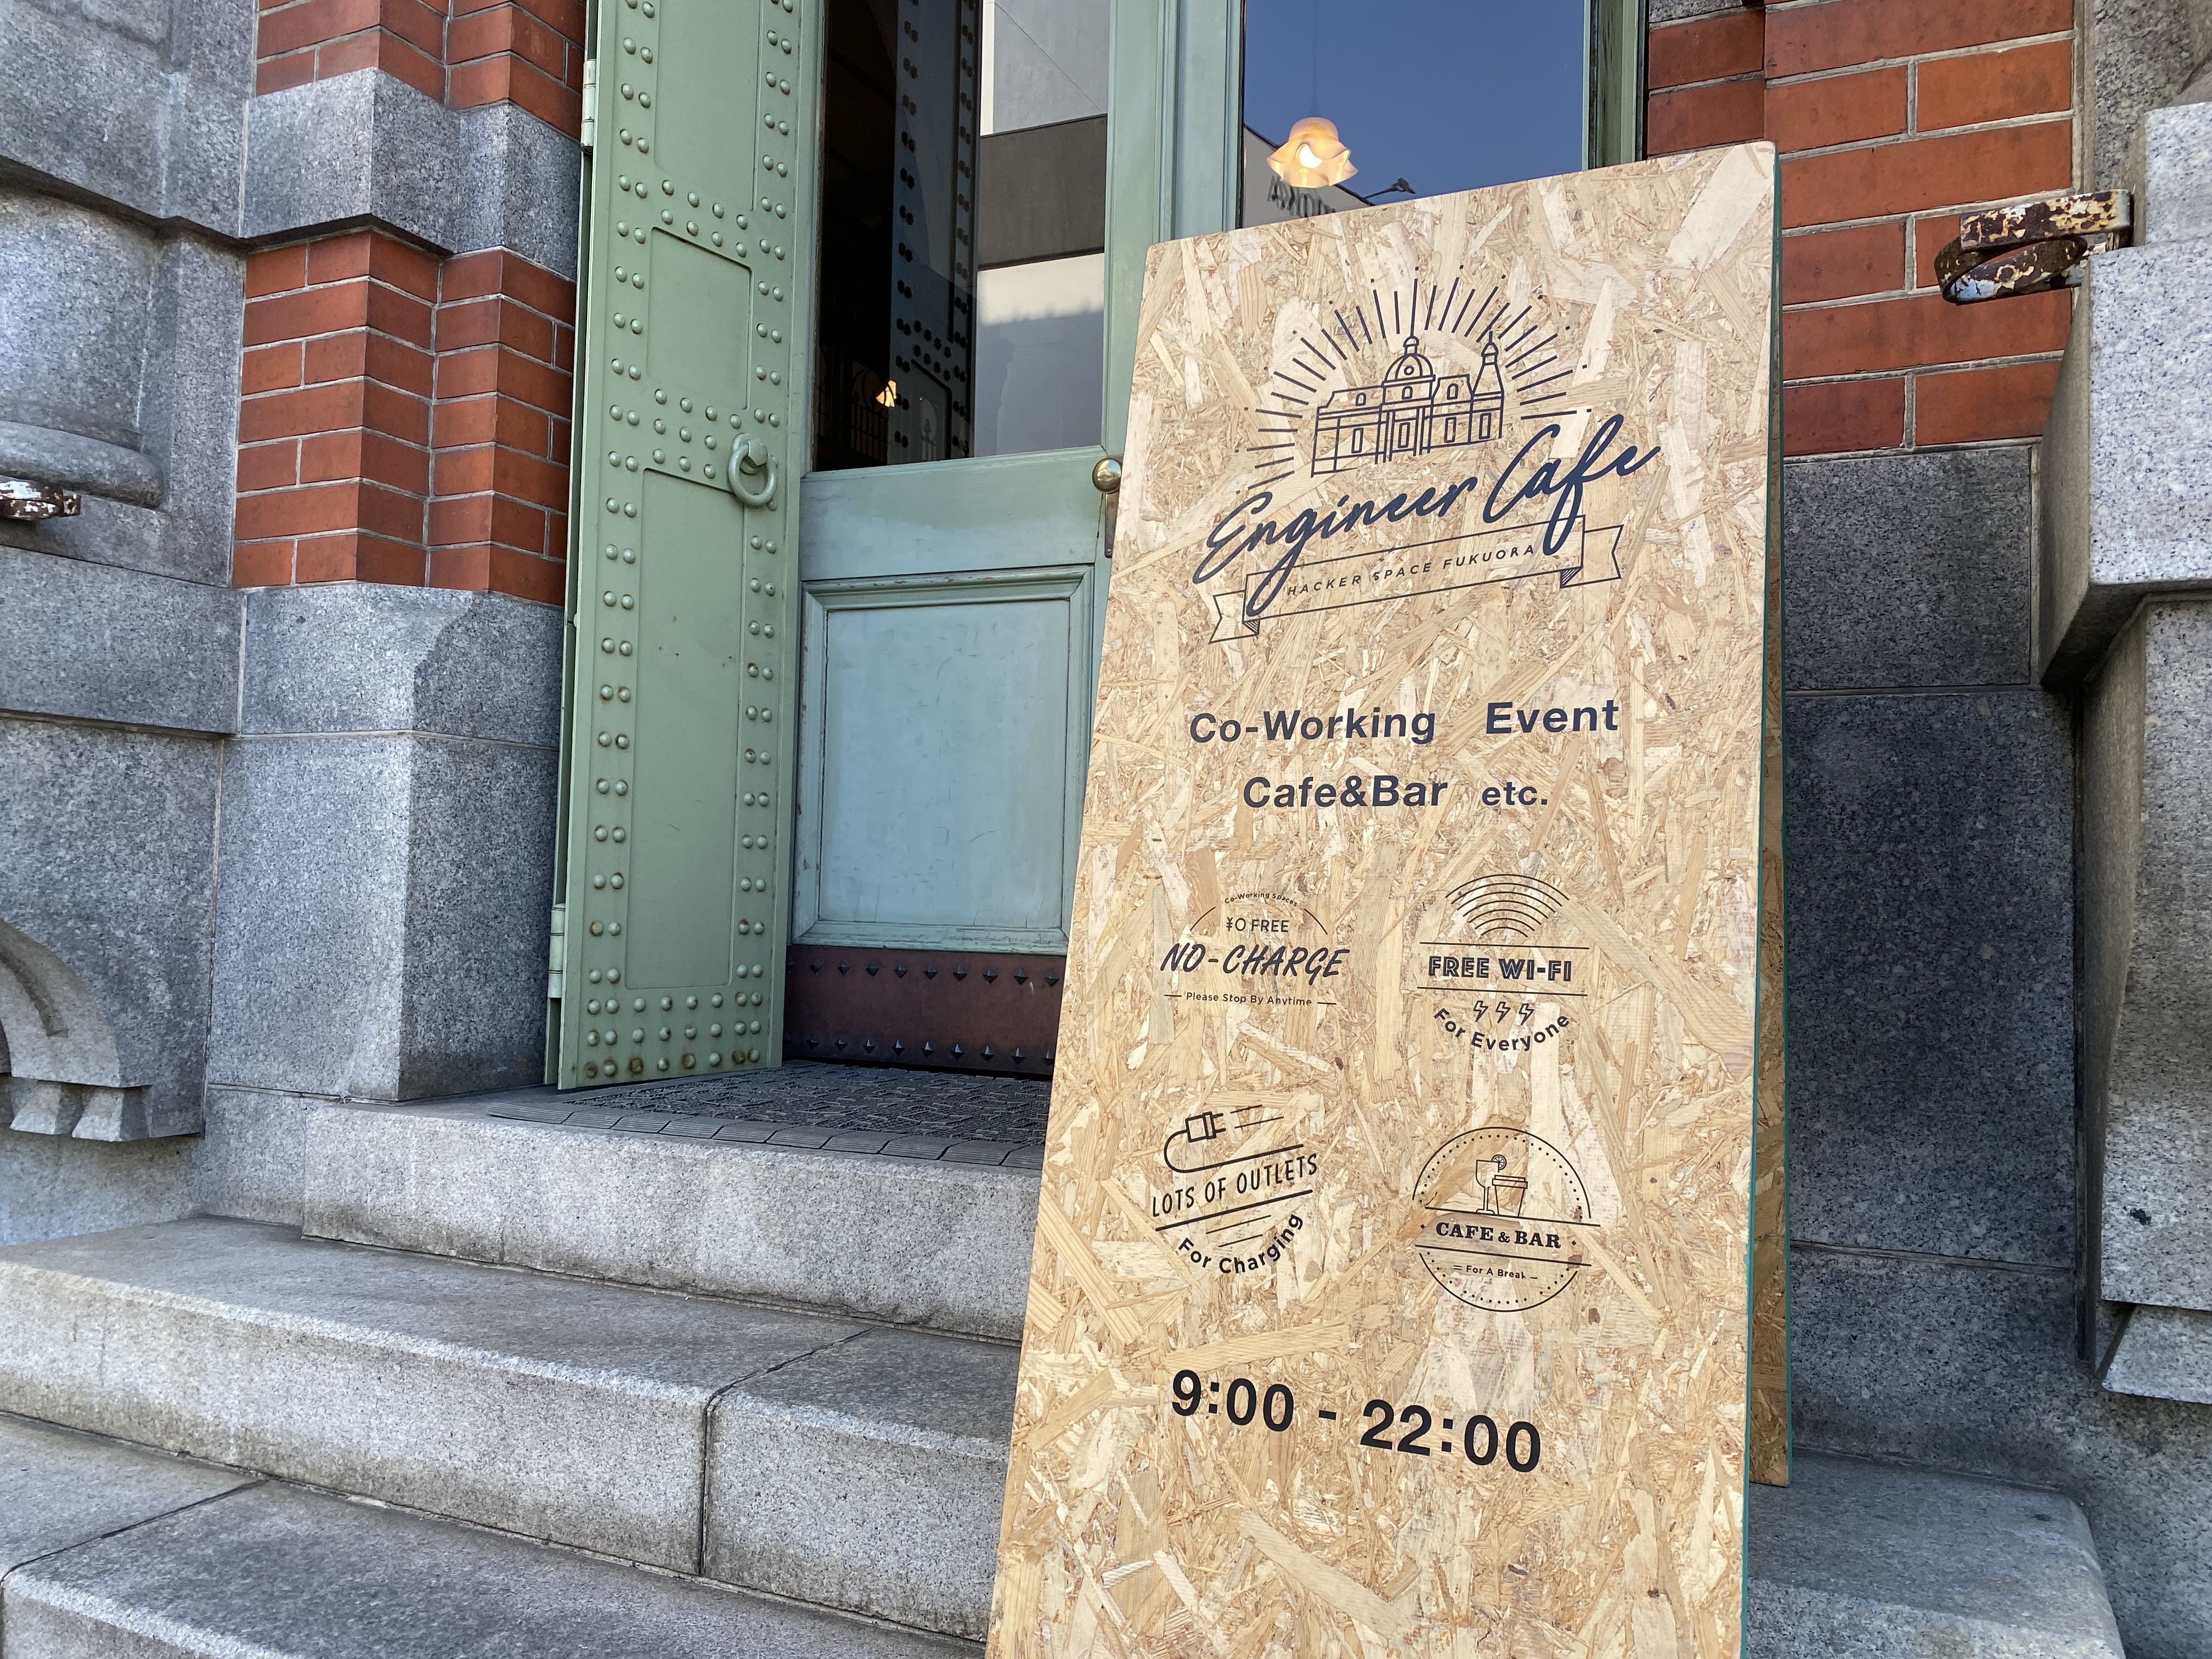 Engineer Cafe
HACKER SPACE FUKUOKA
Co-Working Event
Cafe&Bar etc.
Co-Working Spaces
¥0 FREE
NO-CHARGE
Please Stop By Anytime
FREE WI-FI
For Everyone
LOTS OF OUTLETS
For Charging
CAFE & BAR
For A Break
9:00 - 22:00